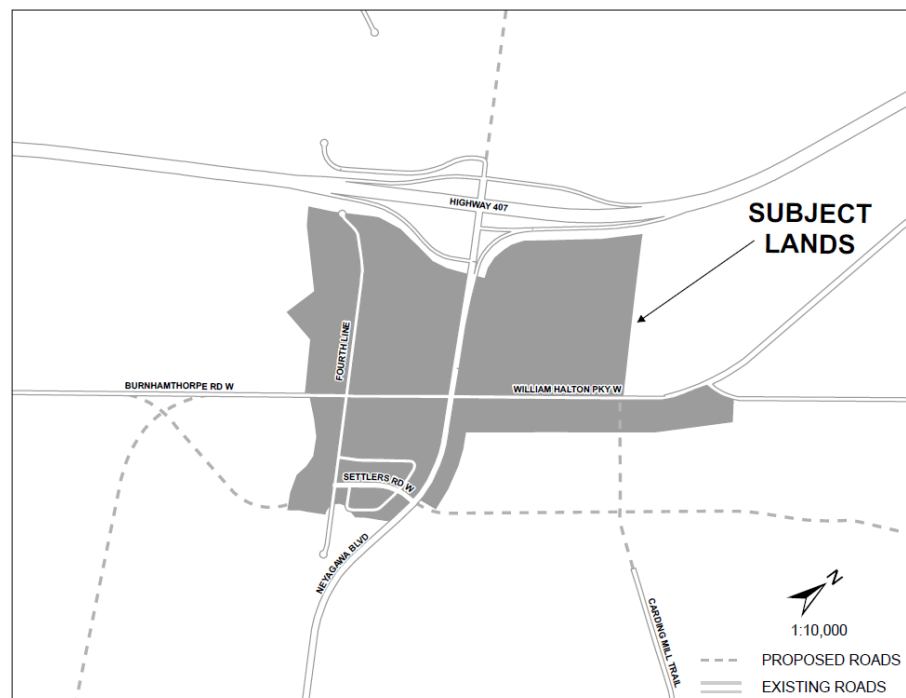 HIGHWAY 407
SUBJECT
LANDS
FOURTH LINE
BURNHAMTHORPE RD W
WILLIAM HALTON PKY W
SETTLERS RD W
NEYAGAWA BLVD
CARDING MILL TRAIL
N
1:10,000
PROPOSED ROADS
EXISTING ROADS